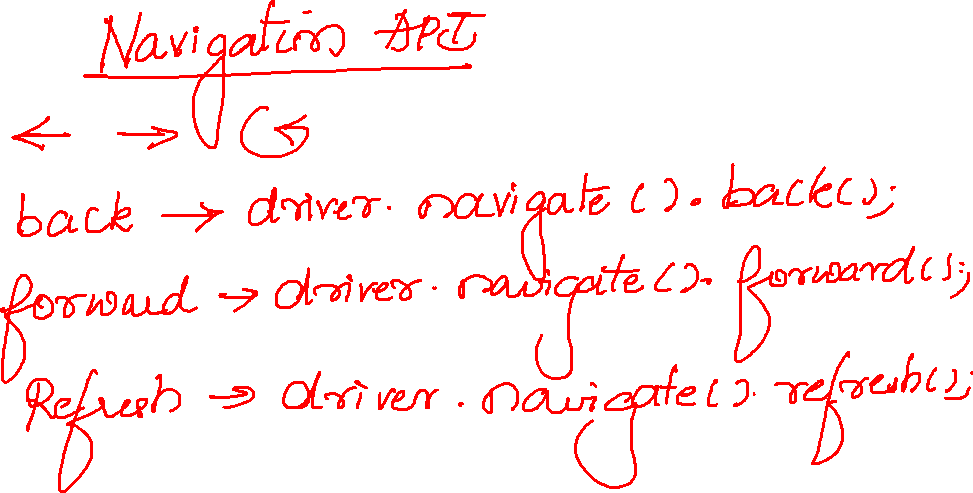 Navigation API
← → ↺
back → driver.navigate().back();
forward → driver.navigate().forward();
Refresh → driver.navigate().refresh();